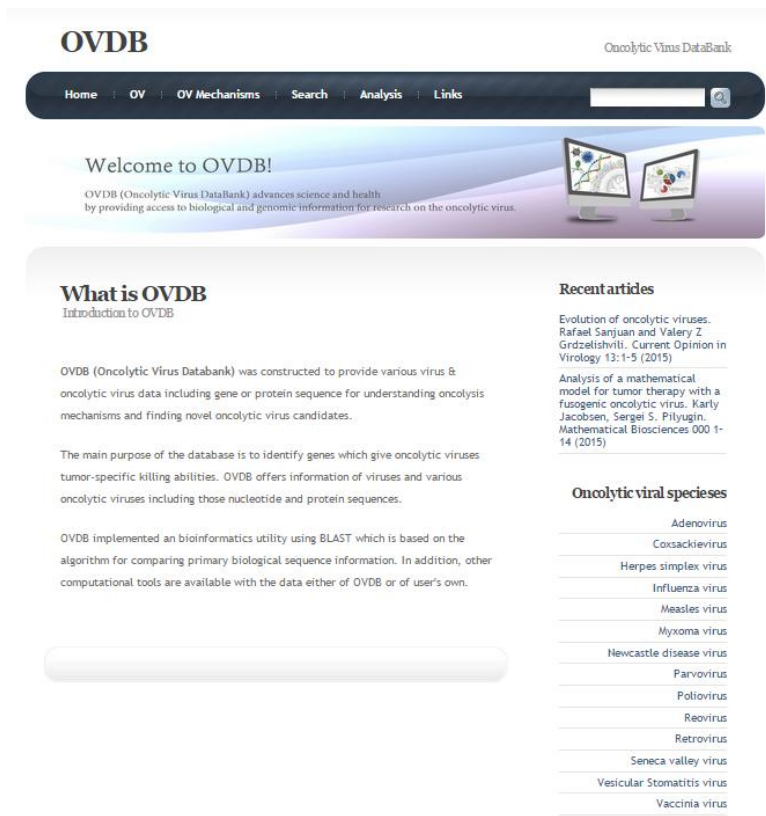 OVDB
Oncolytic Virus DataBank
Home
OV
OV Mechanisms
Search
Analysis
Links
Welcome to OVDB!
OVDB (Oncolytic Virus DataBank) advances science and health
by providing access to biological and genomic information for research on the oncolytic virus.
What is OVDB
Introduction to OVDB
OVDB (Oncolytic Virus Databank) was constructed to provide various virus &
oncolytic virus data including gene or protein sequence for understanding oncolysis
mechanisms and finding novel oncolytic virus candidates.
The main purpose of the database is to identify genes which give oncolytic viruses
tumor-specific killing abilities. OVDB offers information of viruses and various
oncolytic viruses including those nucleotide and protein sequences.
OVDB implemented an bioinformatics utility using BLAST which is based on the
algorithm for comparing primary biological sequence information. In addition, other
computational tools are available with the data either of OVDB or of user's own.
Recent articles
Evolution of oncolytic viruses.
Rafael Sanjuan and Valery Z
Grdzelishvili. Current Opinion in
Virology 13:1-5 (2015)
Analysis of a mathematical
model for tumor therapy with a
fusogenic oncolytic virus. Karly
Jacobsen, Sergei S. Pilyugin.
Mathematical Biosciences 000 1-
14 (2015)
Oncolytic viral specieses
Adenovirus
Coxsackievirus
Herpes simplex virus
Influenza virus
Measles virus
Myxoma virus
Newcastle disease virus
Parvovirus
Poliovirus
Reovirus
Retrovirus
Seneca valley virus
Vesicular Stomatitis virus
Vaccinia virus